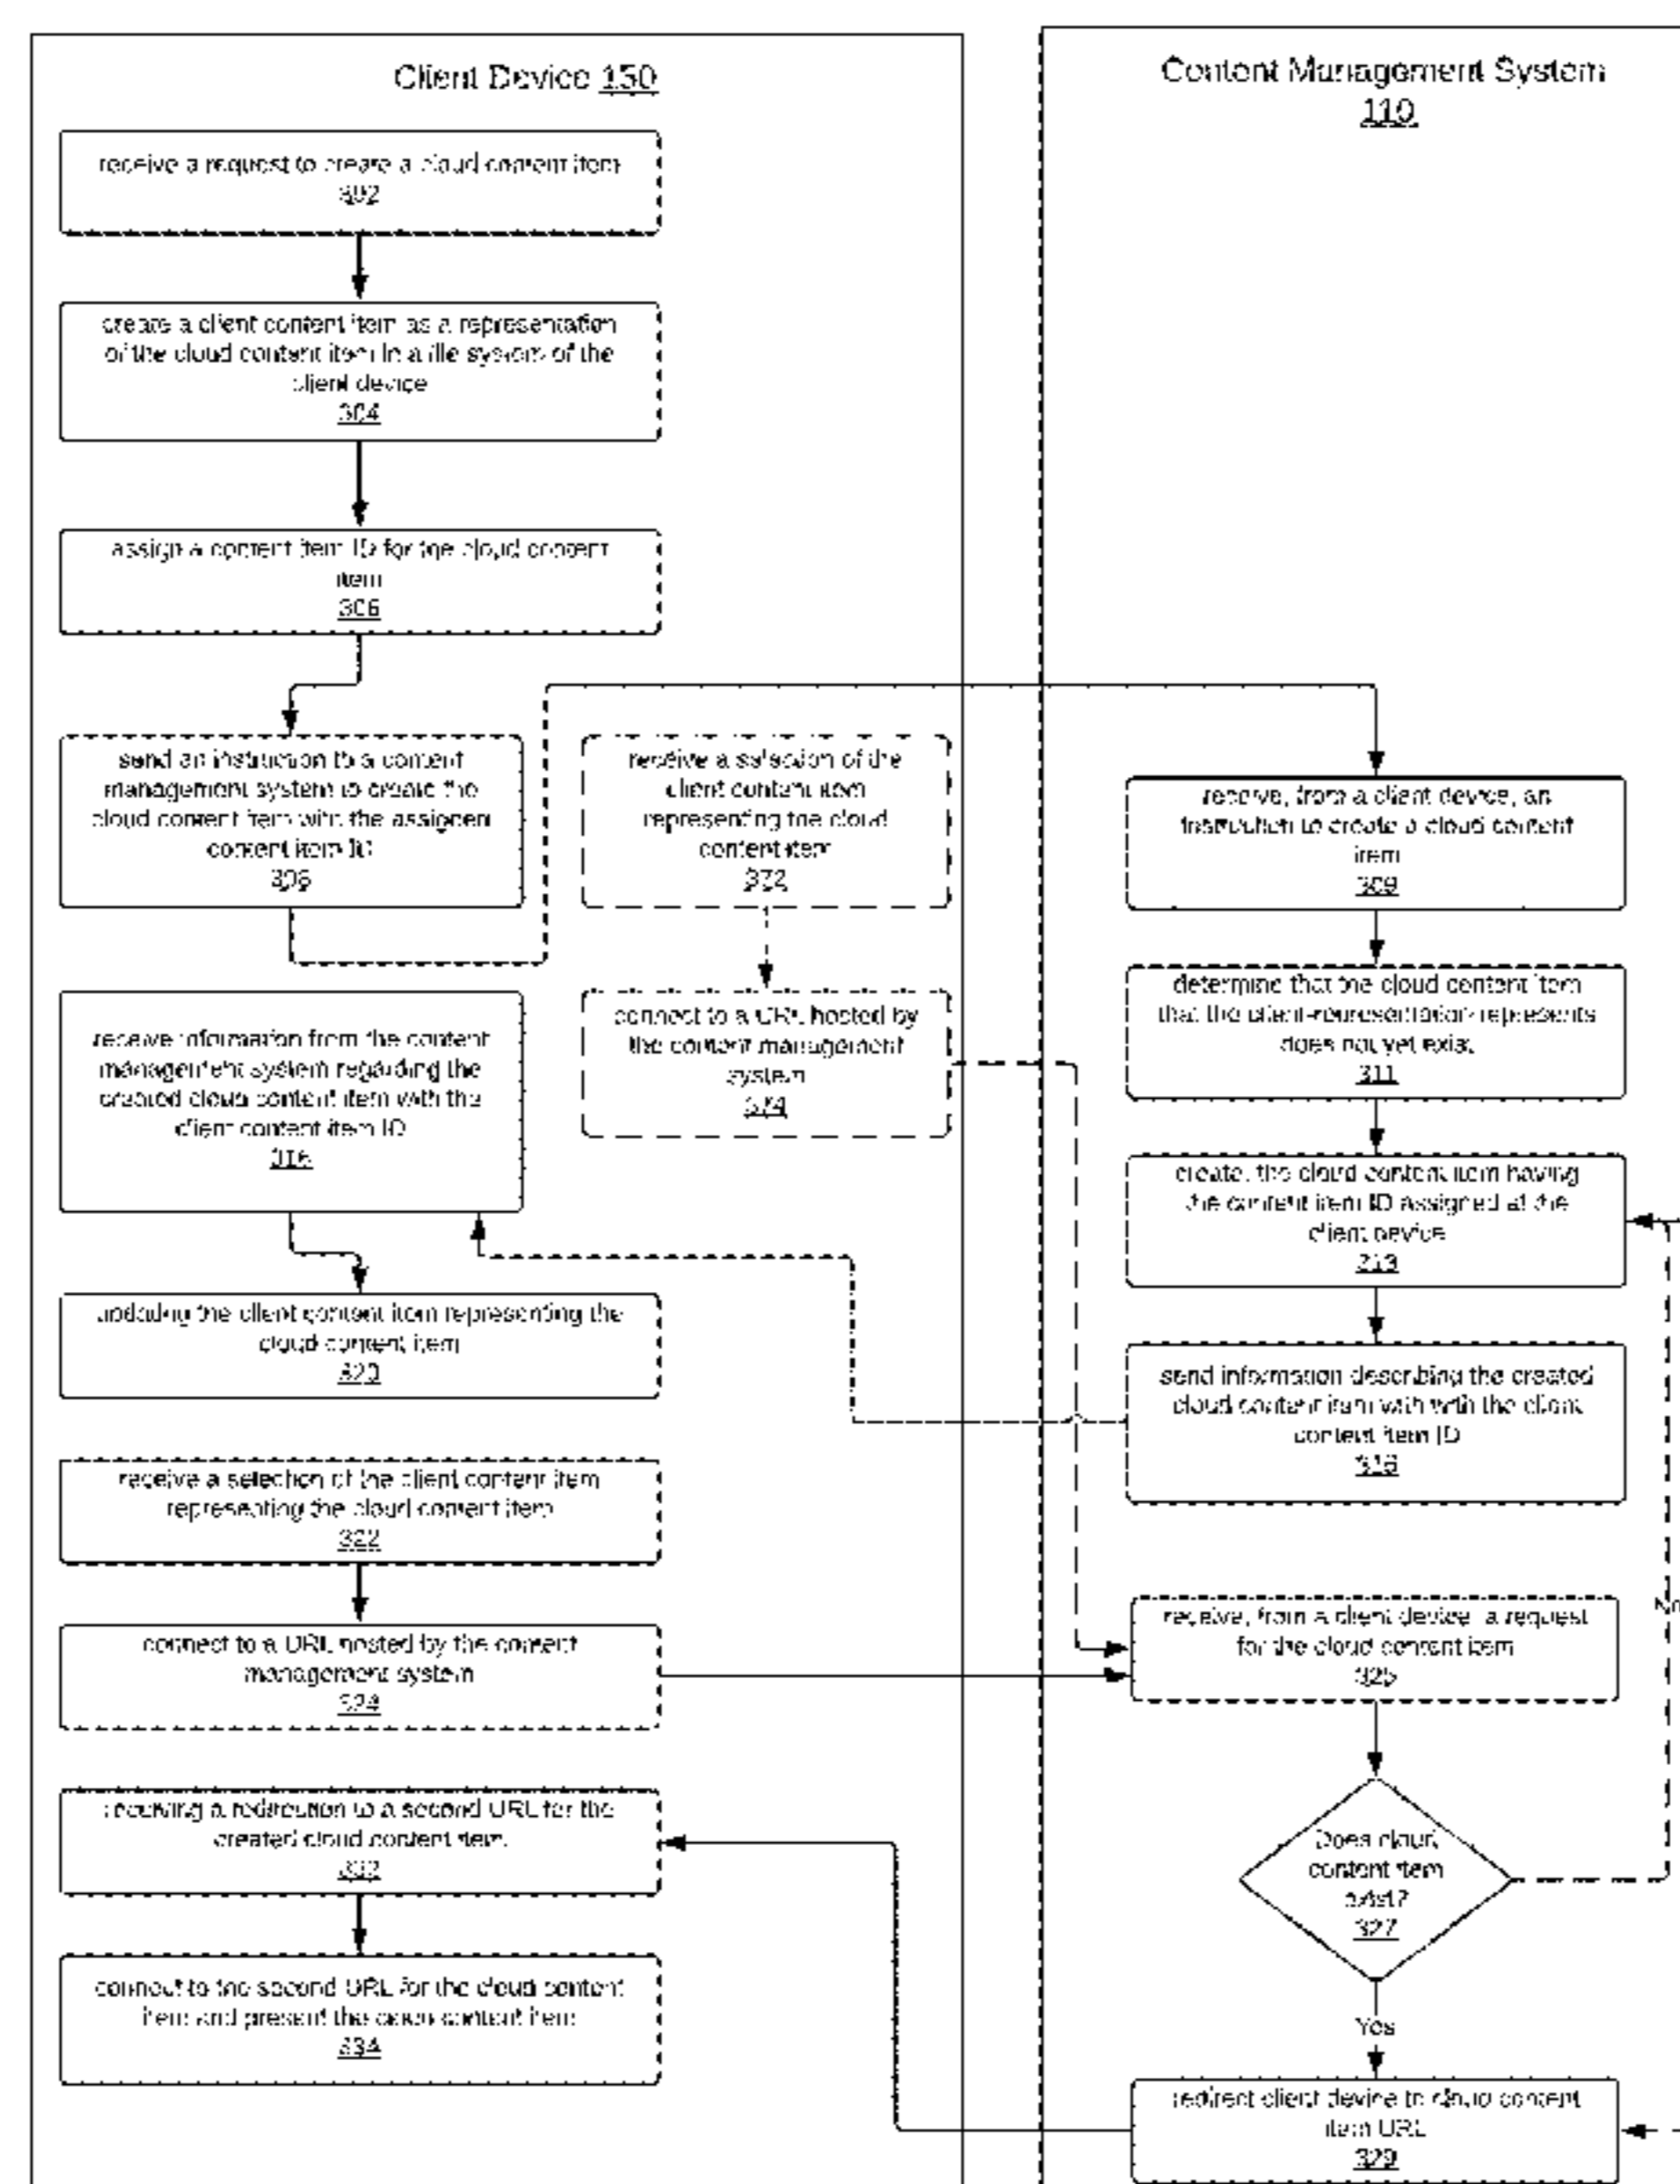 Client Device 150
receive a request to create a cloud content item
302
create a client content item as a representation
of the cloud content item in a file system of the
client device
304
assign a content item ID for the cloud content
item
306
send an instruction to a content
management system to create the
cloud content item with the assigned
content item ID
receive a selection of the
client content item
representing the cloud
content item
receive information from the content
management system regarding the
created cloud content item with the
client content item ID
connect to a URL hosted by
the content management
system
updating the client content item representing the
cloud content item
receive a selection of the client content item
representing the cloud content item
322
connect to a URL hosted by the content
management system
324
receiving a redirection to a second URL for the
created cloud content item
connect to the second URL for the cloud content
item and present the content item
334
Content Management System
110
receive, from a client device, an
instruction to create a cloud content
item
309
determine that the cloud content item
that the client representation represents
does not yet exist
311
create, the cloud content item having
the content item ID assigned at the
client device
send information describing the created
cloud content item with with the client
content item ID
receive, from a client device, a request
for the cloud content item
325
Does cloud
content item
exist?
327
No
Yes
redirect client device to cloud content
item URL
329